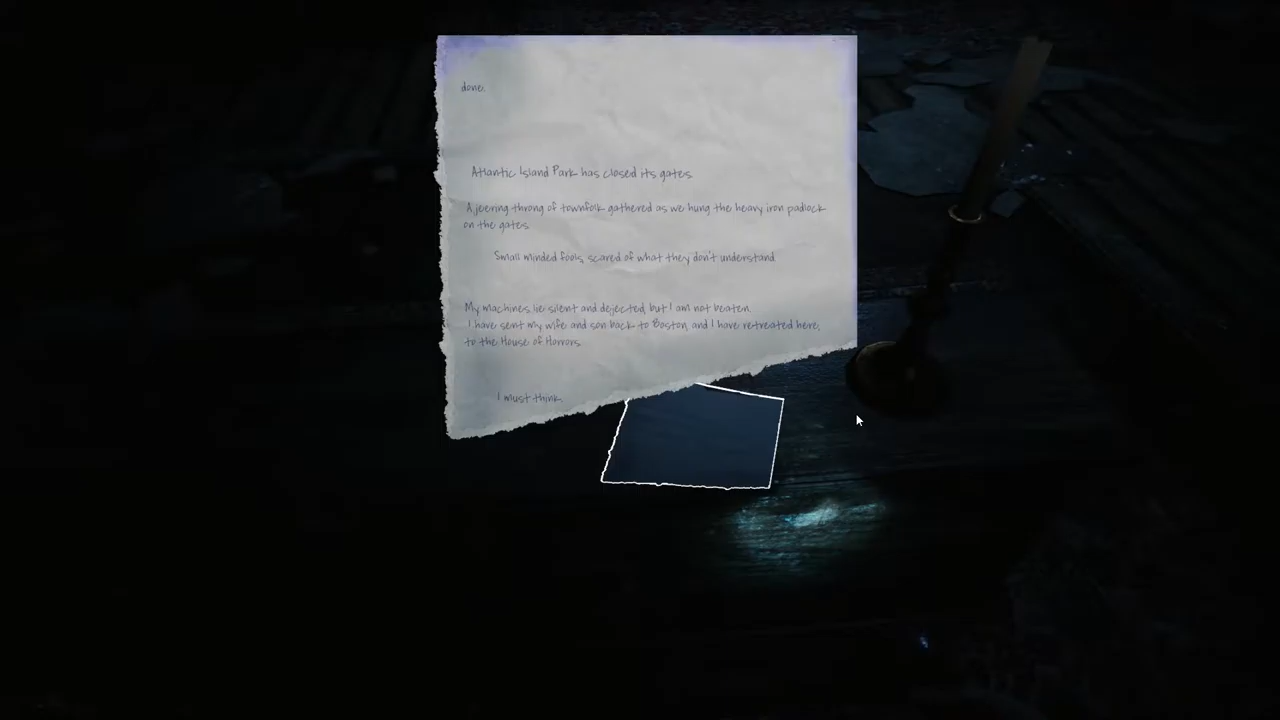 done.
Atlantic Island Park has closed its gates.
A jeering throng of townfolk gathered as we hung the heavy iron padlock
on the gates.
Small minded fools, scared of what they don't understand.
My machines lie silent and dejected, but I am not beaten.
I have sent my wife and son back to Boston, and I have retreated here,
to the House of Horrors.
I must think.